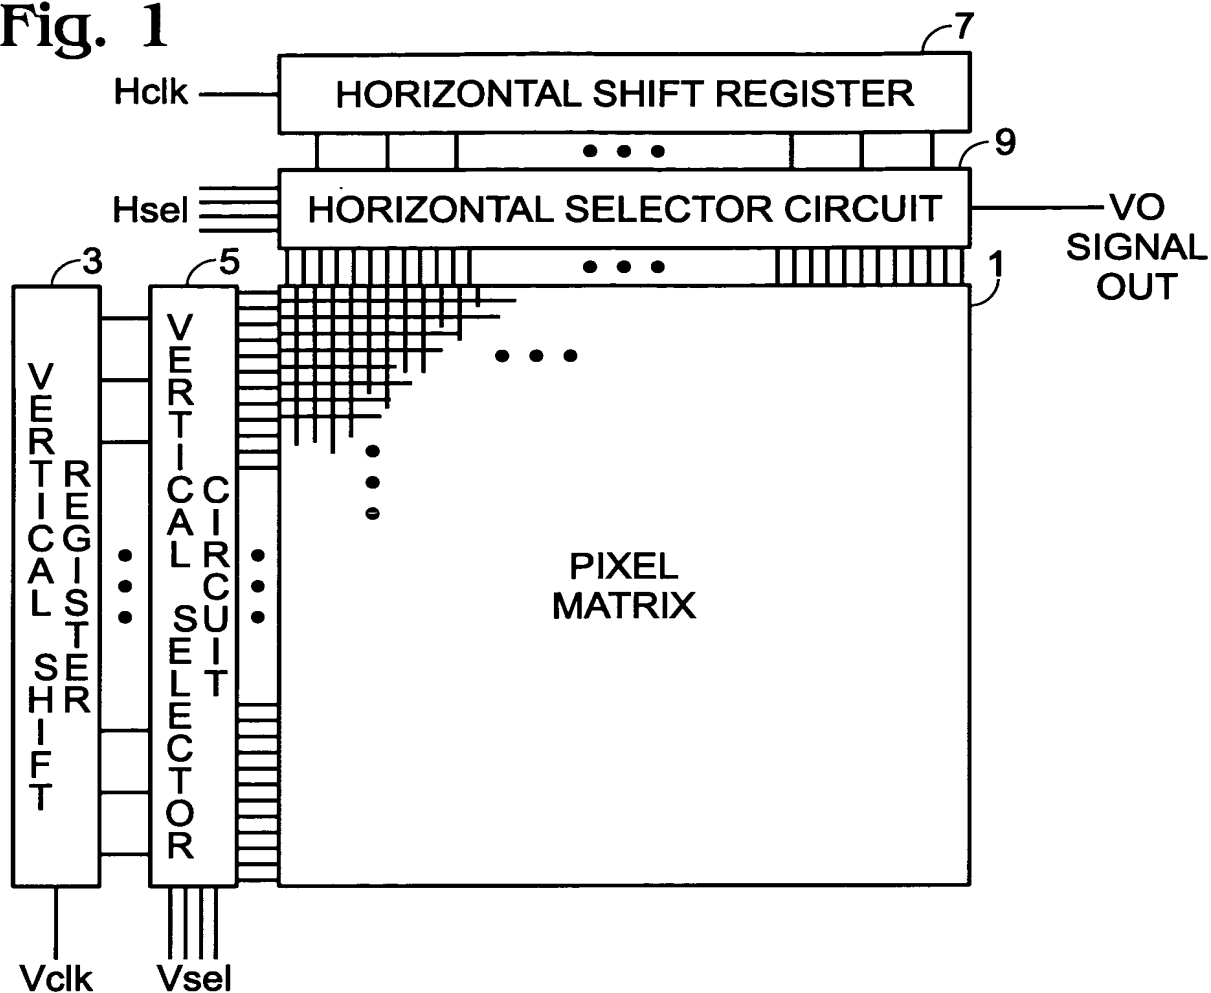 Fig. 1
7
Hclk
HORIZONTAL SHIFT REGISTER
9
Hsel
HORIZONTAL SELECTOR CIRCUIT
VO
SIGNAL
OUT
3
5
1
VERTICAL SHIFT
REGISTER
VERTICAL SELECTOR
CIRCUIT
PIXEL
MATRIX
Vclk
Vsel